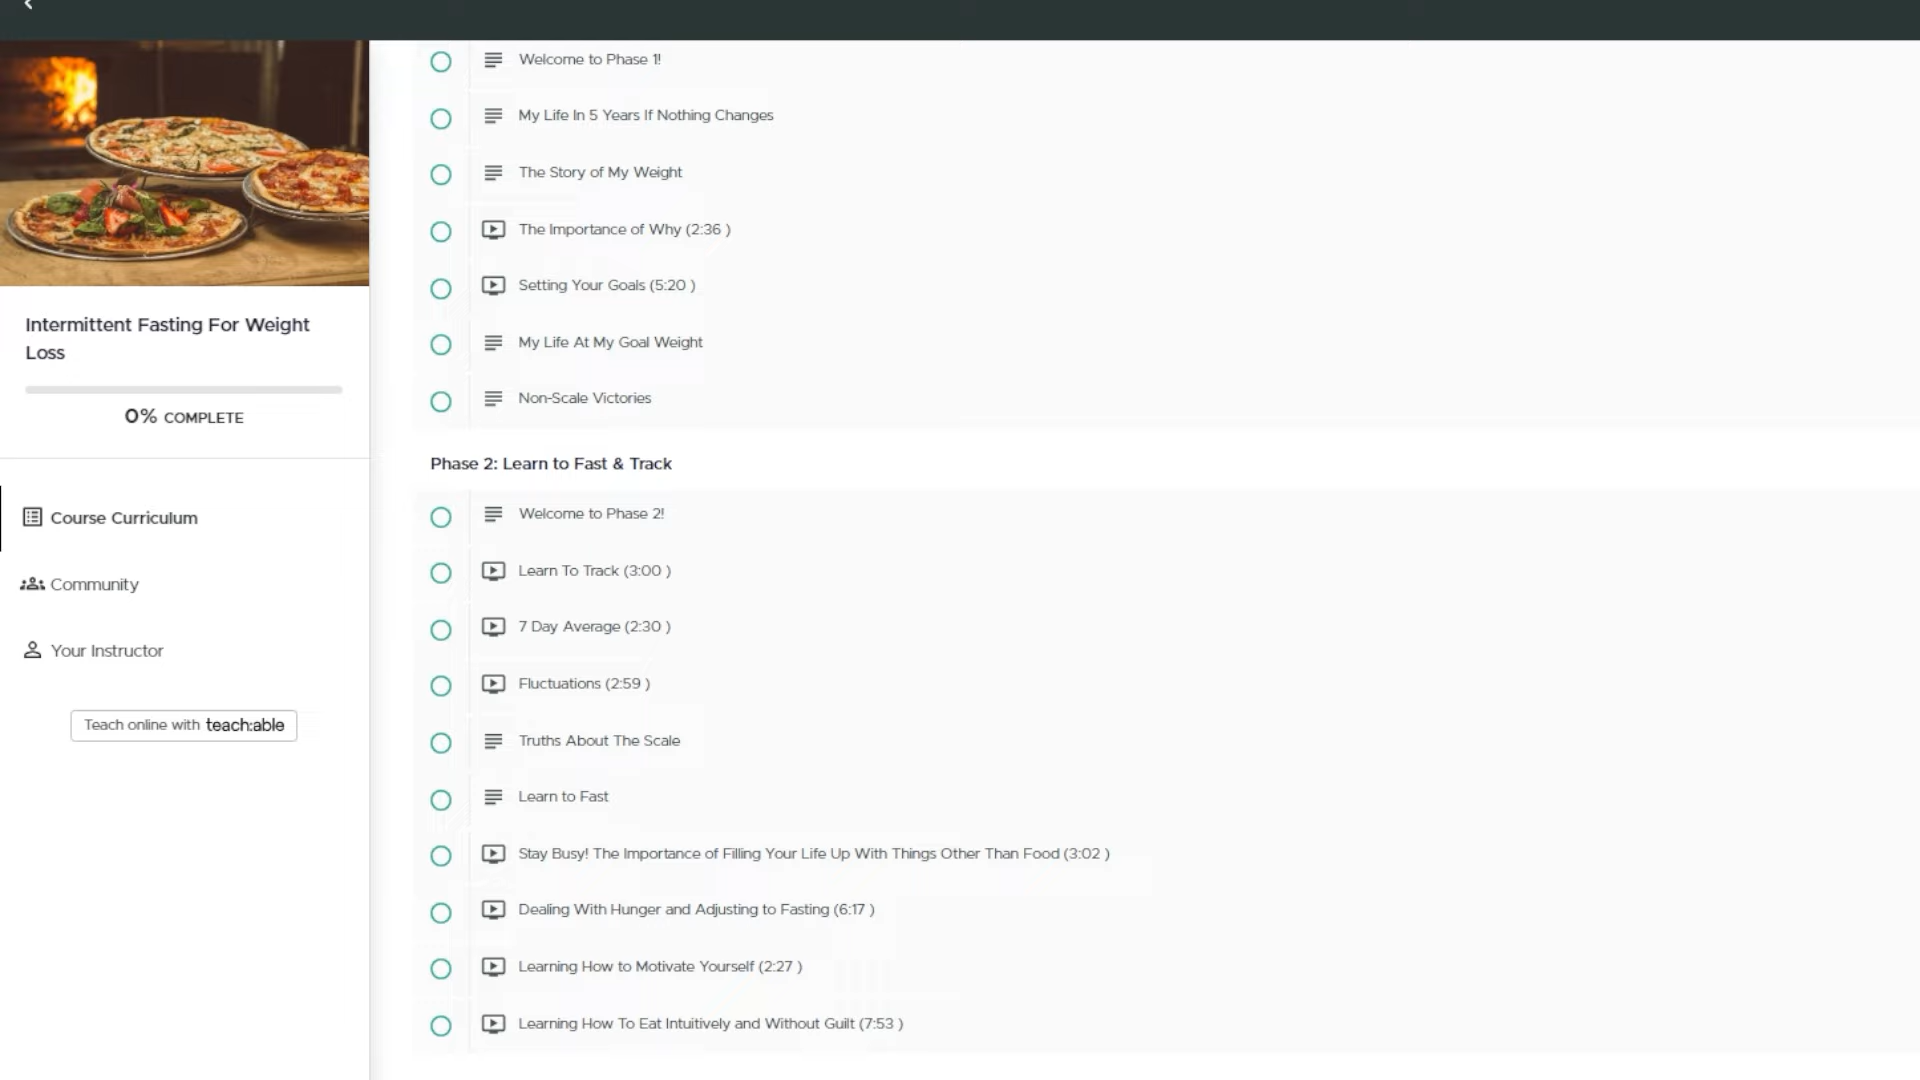 Intermittent Fasting For Weight
Loss
0% COMPLETE
Course Curriculum
Community
Your Instructor
Teach online with teach:able
Welcome to Phase 1!
My Life In 5 Years If Nothing Changes
The Story of My Weight
The Importance of Why (2:36 )
Setting Your Goals (5:20 )
My Life At My Goal Weight
Non-Scale Victories
Phase 2: Learn to Fast & Track
Welcome to Phase 2!
Learn To Track (3:00 )
7 Day Average (2:30 )
Fluctuations (2:59 )
Truths About The Scale
Learn to Fast
Stay Busy! The Importance of Filling Your Life Up With Things Other Than Food (3:02 )
Dealing With Hunger and Adjusting to Fasting (6:17 )
Learning How to Motivate Yourself (2:27 )
Learning How To Eat Intuitively and Without Guilt (7:53 )